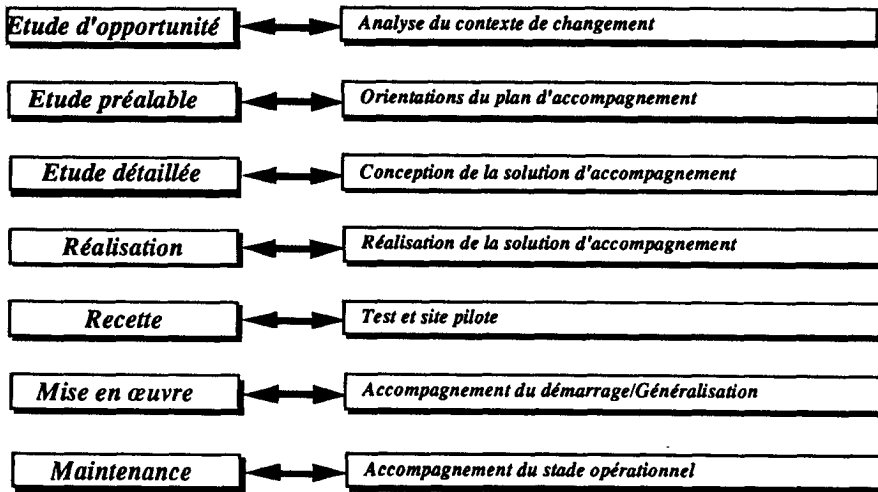 Etude d'opportunité
Analyse du contexte de changement
Etude préalable
Orientations du plan d'accompagnement
Etude détaillée
Conception de la solution d'accompagnement
Réalisation
Réalisation de la solution d'accompagnement
Recette
Test et site pilote
Mise en œuvre
Accompagnement du démarrage/Généralisation
Maintenance
Accompagnement du stade opérationnel